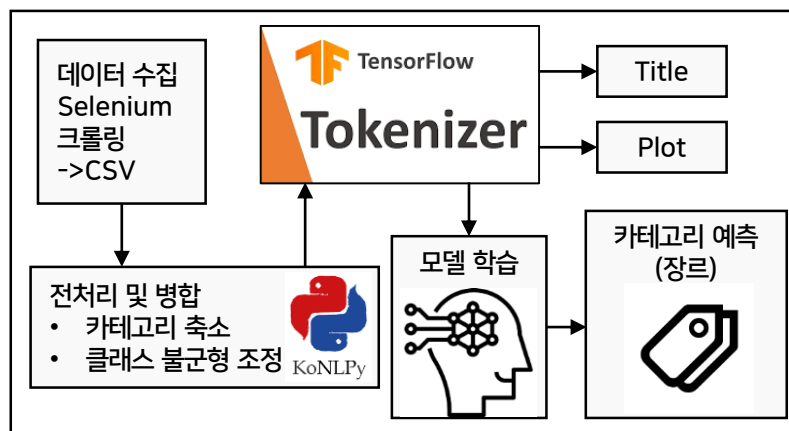 데이터 수집
Selenium
크롤링
->CSV
TensorFlow
Tokenizer
Title
Plot
전처리 및 병합
• 카테고리 축소
• 클래스 불균형 조정
KoNLPy
모델 학습
카테고리 예측
(장르)